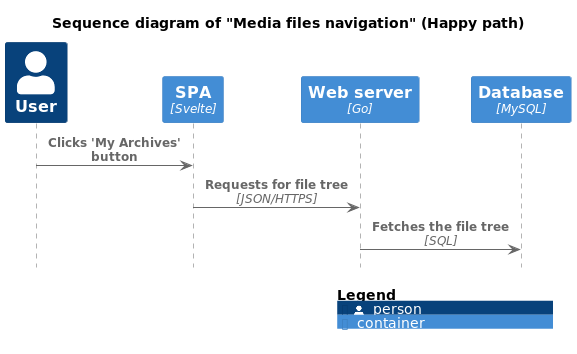 Sequence diagram of "Media files navigation" (Happy path)
User
SPA
[Svelte]
Web server
[Go]
Database
[MySQL]
Clicks 'My Archives'
button
Requests for file tree
[JSON/HTTPS]
Fetches the file tree
[SQL]
Legend
person
container